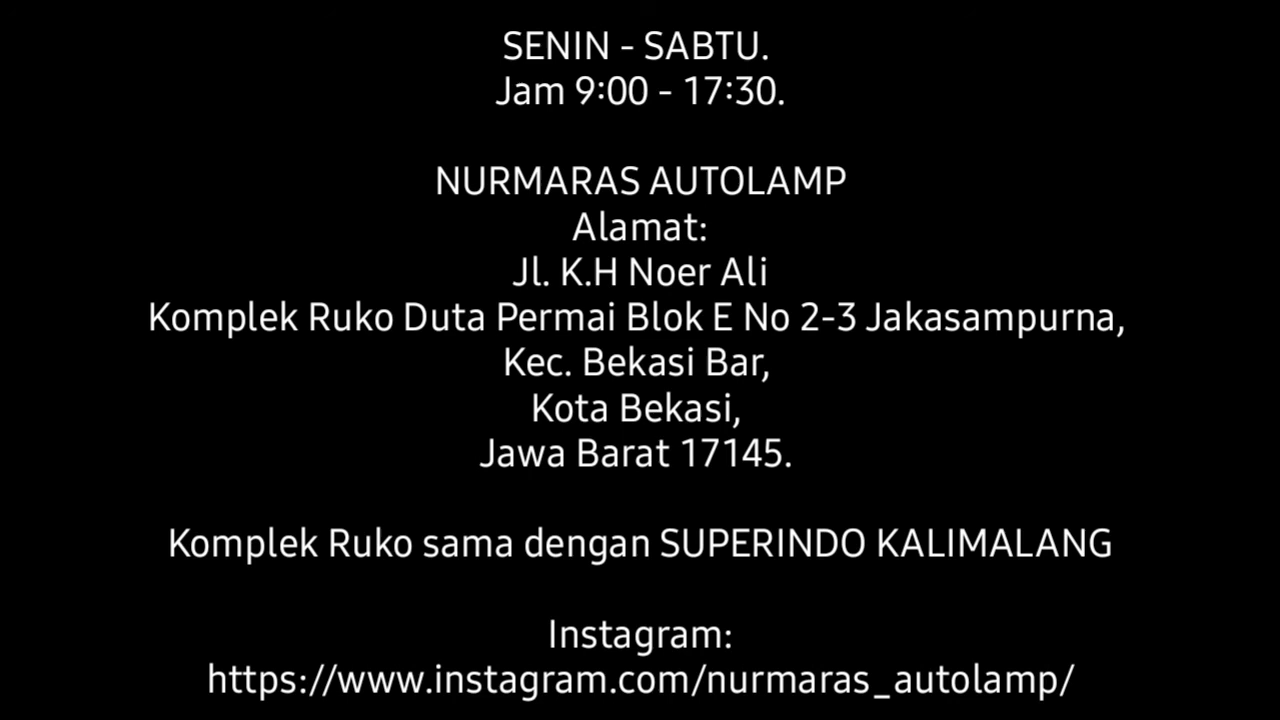 SENIN - SABTU.
Jam 9:00 - 17:30.
NURMARAS AUTOLAMP
Alamat:
Jl. K.H Noer Ali
Komplek Ruko Duta Permai Blok E No 2-3 Jakasampurna,
Kec. Bekasi Bar,
Kota Bekasi,
Jawa Barat 17145.
Komplek Ruko sama dengan SUPERINDO KALIMALANG
Instagram:
https://www.instagram.com/nurmaras_autolamp/